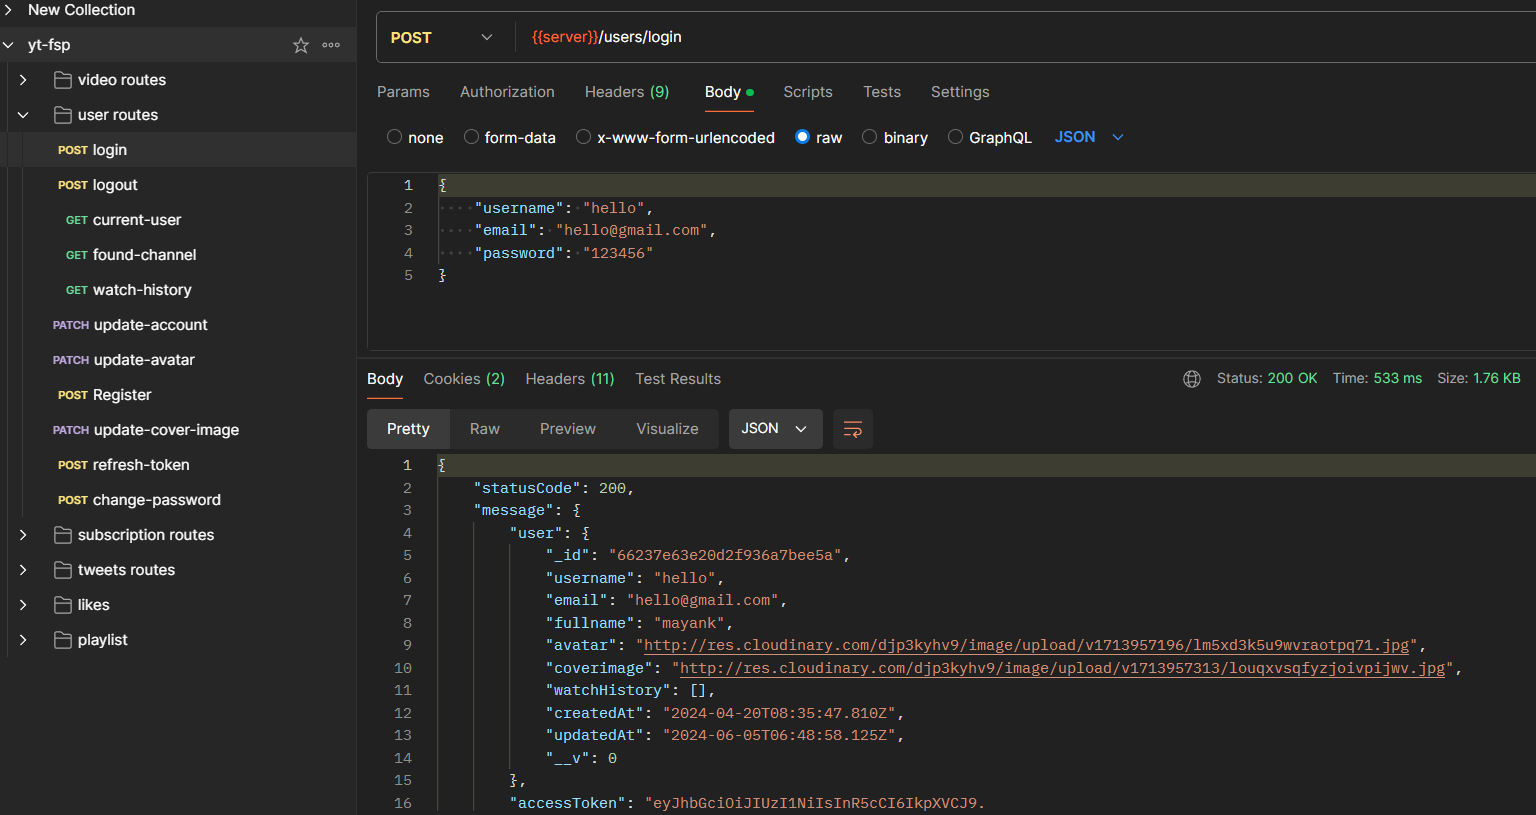 New Collection
yt-fsp
video routes
user routes
POST login
POST logout
GET current-user
GET found-channel
GET watch-history
PATCH update-account
PATCH update-avatar
POST Register
PATCH update-cover-image
POST refresh-token
POST change-password
subscription routes
tweets routes
likes
playlist
POST {{server}}/users/login
Params Authorization Headers (9) Body Scripts Tests Settings
none form-data x-www-form-urlencoded raw binary GraphQL JSON
1 {
2 "username": "hello",
3 "email": "hello@gmail.com",
4 "password": "123456"
5 }
Body Cookies (2) Headers (11) Test Results Status: 200 OK Time: 533 ms Size: 1.76 KB
Pretty Raw Preview Visualize JSON
1 {
2 "statusCode": 200,
3 "message": {
4 "user": {
5 "_id": "66237e63e20d2f936a7bee5a",
6 "username": "hello",
7 "email": "hello@gmail.com",
8 "fullname": "mayank",
9 "avatar": "http://res.cloudinary.com/djp3kyhv9/image/upload/v1713957196/lm5xd3k5u9wvraotpq71.jpg",
10 "coverimage": "http://res.cloudinary.com/djp3kyhv9/image/upload/v1713957313/louqxvsqfyzjoivpijwv.jpg",
11 "watchHistory": [],
12 "createdAt": "2024-04-20T08:35:47.810Z",
13 "updatedAt": "2024-06-05T06:48:58.125Z",
14 "__v": 0
15 },
16 "accessToken": "eyJhbGciOiJIUzI1NiIsInR5cCI6IkpXVCJ9.